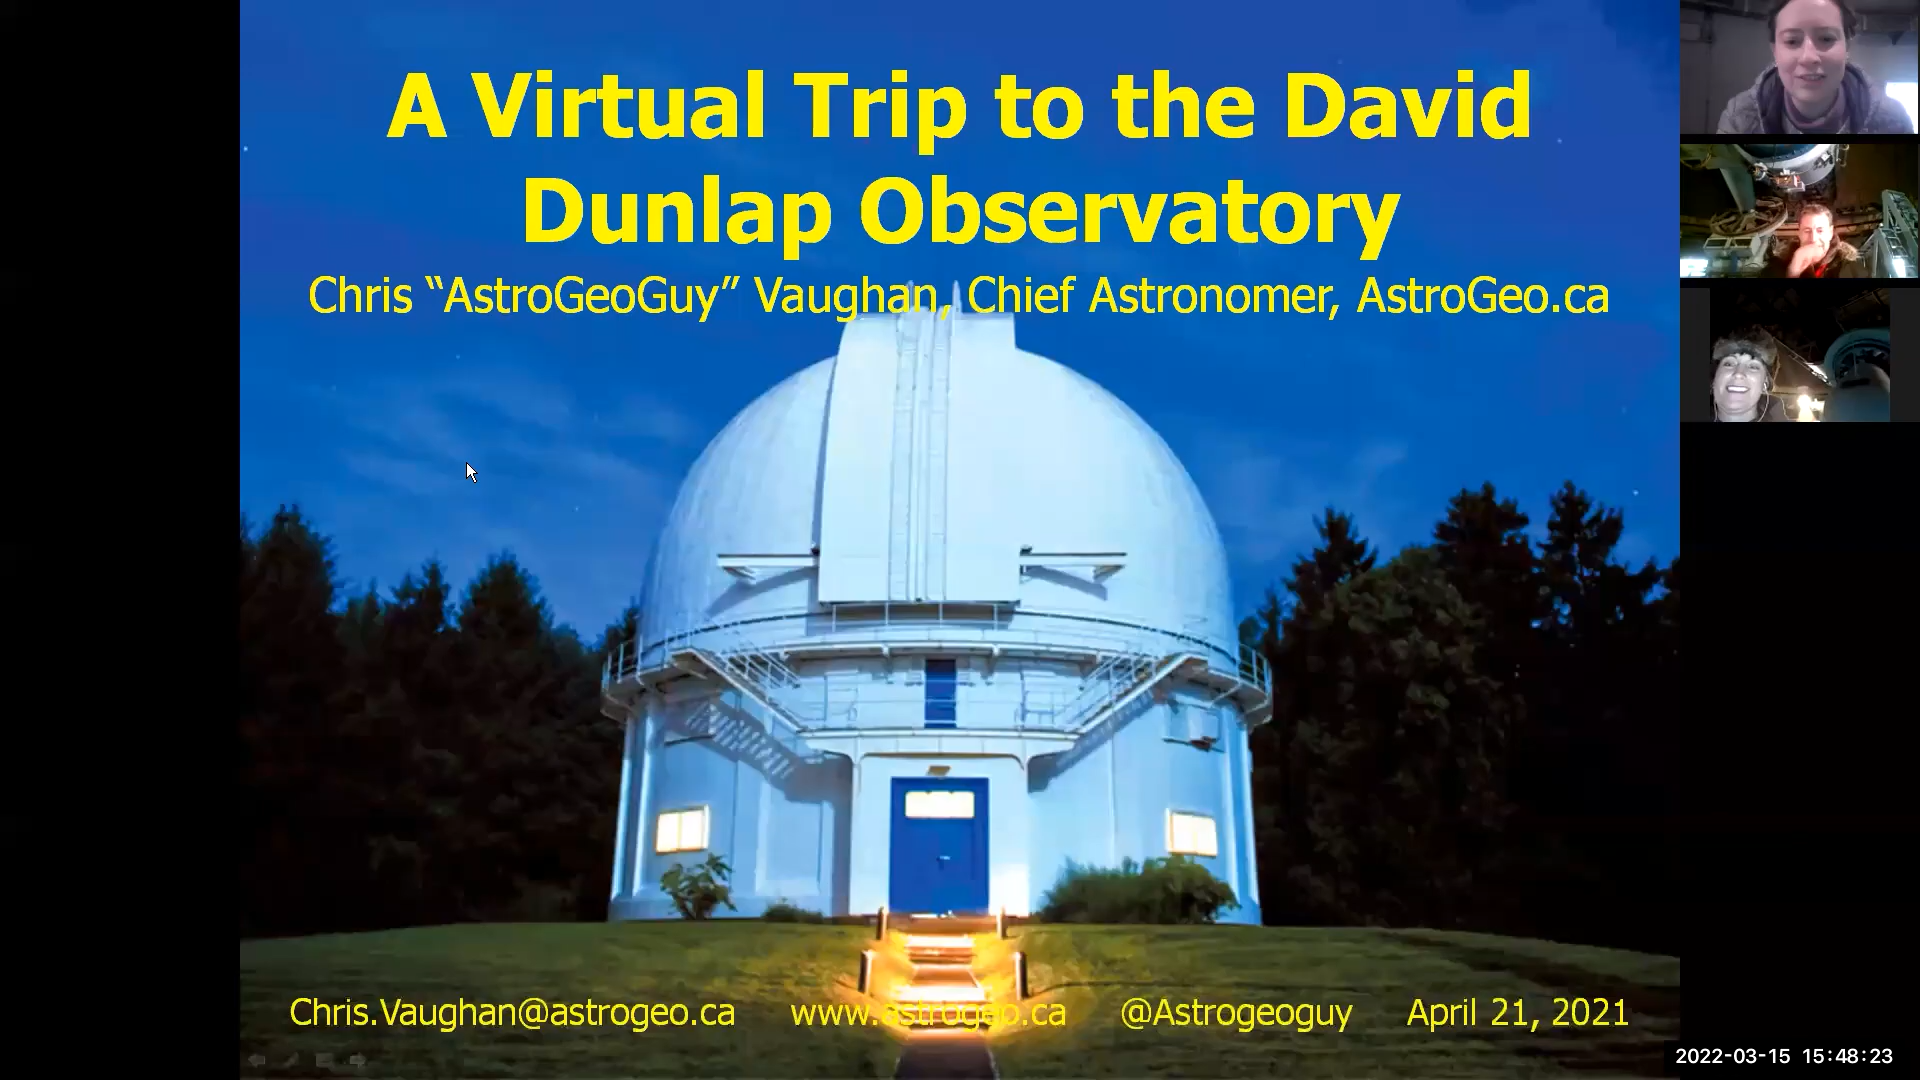 A Virtual Trip to the David
Dunlap Observatory
Chris “AstroGeoGuy” Vaughan, Chief Astronomer, AstroGeo.ca
Chris.Vaughan@astrogeo.ca www.astrogeo.ca @Astrogeoguy April 21, 2021
2022-03-15 15:48:23